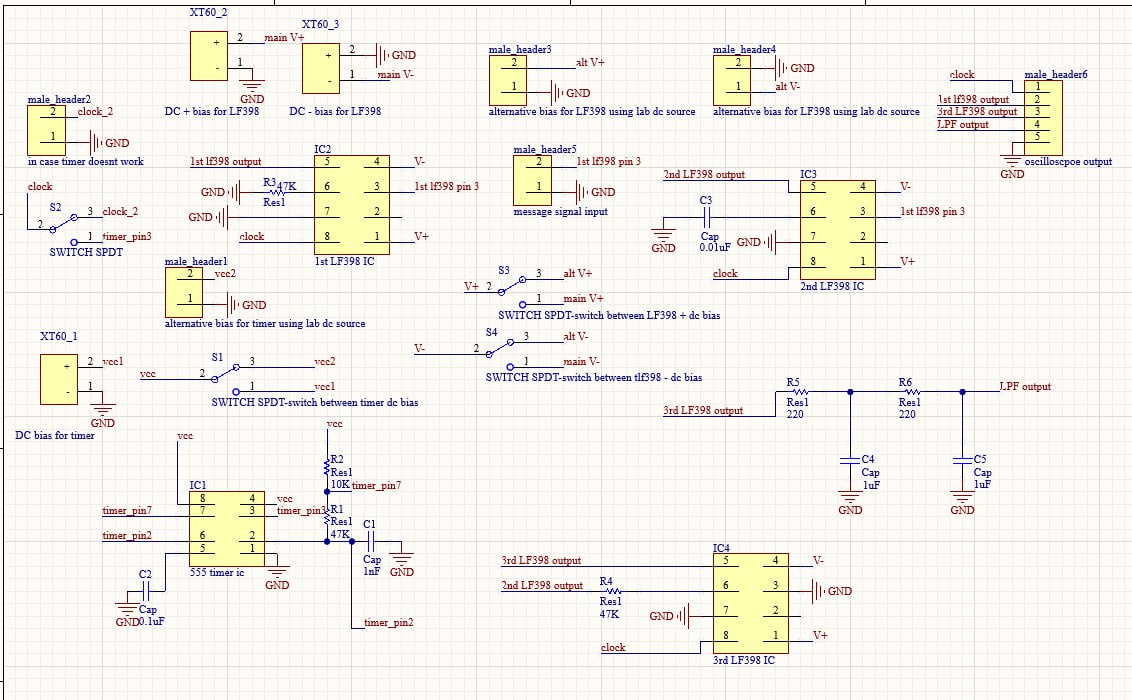 XT60_2
+
-
2
1
main V+
GND
DC + bias for LF398
XT60_3
+
-
2
1
GND
main V-
DC - bias for LF398
male_header3
2
1
alt V+
GND
alternative bias for LF398 using lab dc source
male_header4
2
1
GND
alt V-
alternative bias for LF398 using lab dc source
male_header6
clock
1
1st lf398 output
2
3rd LF398 output
3
LPF output
4
5
GND
oscilloscpoe output
male_header2
2
1
clock_2
GND
in case timer doesnt work
IC2
1st lf398 output
5
4
V-
GND
R3
47K
Res1
6
3
1st lf398 pin 3
GND
7
2
clock
8
1
V+
1st LF398 IC
male_header5
2
1
1st lf398 pin 3
GND
message signal input
IC3
2nd LF398 output
5
4
V-
C3
Cap
0.01uF
GND
6
3
1st lf398 pin 3
GND
7
2
clock
8
1
V+
2nd LF398 IC
clock
S2
2
3
clock_2
1
timer_pin3
SWITCH SPDT
male_header1
2
1
vcc2
GND
alternative bias for timer using lab dc source
S3
V+
2
3
alt V+
1
main V+
SWITCH SPDT-switch between LF398 + dc bias
S4
V-
2
3
alt V-
1
main V-
SWITCH SPDT-switch between tlf398 - dc bias
XT60_1
+
-
2
1
vcc1
GND
DC bias for timer
S1
vcc
2
3
vcc2
1
vcc1
SWITCH SPDT-switch between timer dc bias
3rd LF398 output
R5
Res1
220
R6
Res1
220
LPF output
C4
Cap
1uF
GND
C5
Cap
1uF
GND
vcc
vcc
R2
Res1
10K
timer_pin7
R1
Res1
47K
IC1
8
4
vcc
timer_pin7
7
3
timer_pin3
timer_pin2
6
2
5
1
GND
555 timer ic
C1
Cap
1nF
GND
C2
Cap
0.1uF
GND
timer_pin2
IC4
3rd LF398 output
5
4
V-
2nd LF398 output
R4
Res1
47K
6
3
GND
GND
7
2
clock
8
1
V+
3rd LF398 IC